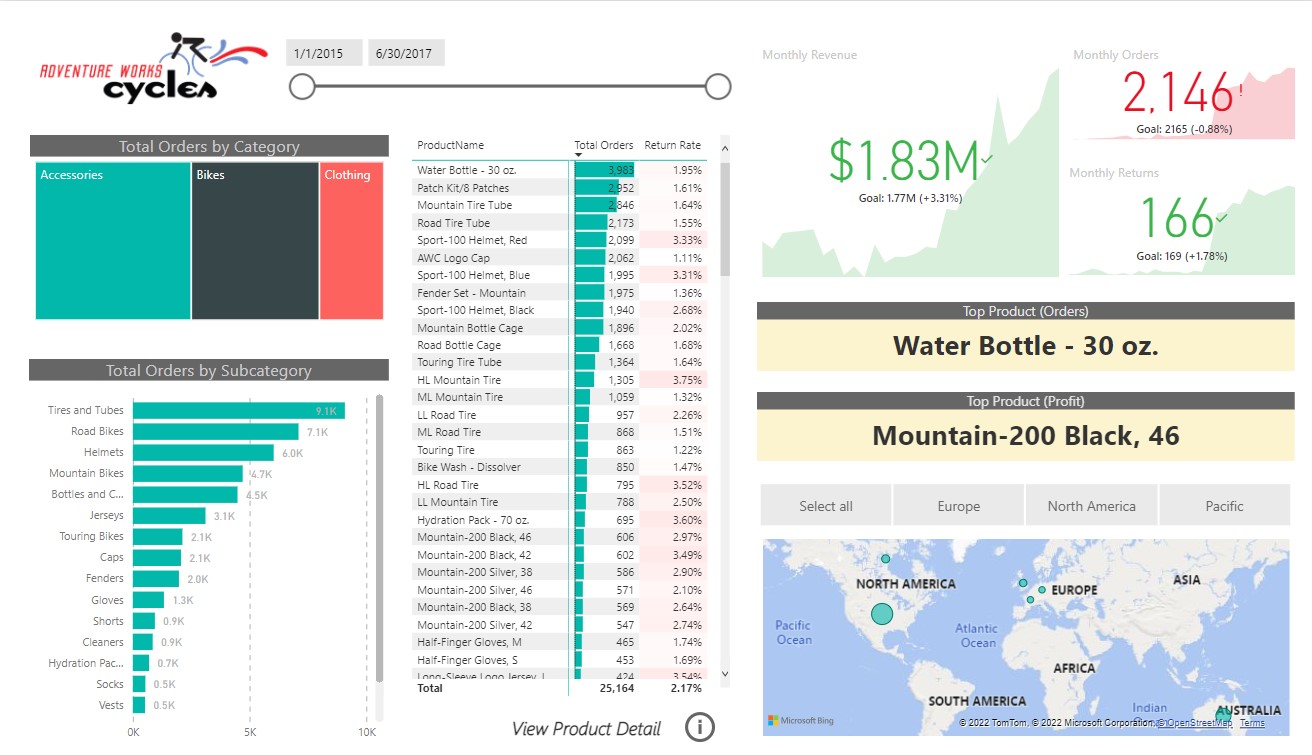 ADVENTURE WORKS
cycles
1/1/2015 6/30/2017
Total Orders by Category
Accessories Bikes Clothing
Total Orders by Subcategory
Tires and Tubes 9.1K
Road Bikes 7.1K
Helmets 6.0K
Mountain Bikes 4.7K
Bottles and C... 4.5K
Jerseys 3.1K
Touring Bikes 2.1K
Caps 2.1K
Fenders 2.0K
Gloves 1.3K
Shorts 0.9K
Cleaners 0.9K
Hydration Pac... 0.7K
Socks 0.5K
Vests 0.5K
0K 5K 10K
ProductName Total Orders Return Rate
Water Bottle - 30 oz. 3,983 1.95%
Patch Kit/8 Patches 2,952 1.61%
Mountain Tire Tube 2,846 1.64%
Road Tire Tube 2,173 1.55%
Sport-100 Helmet, Red 2,099 3.33%
AWC Logo Cap 2,062 1.11%
Sport-100 Helmet, Blue 1,995 3.31%
Fender Set - Mountain 1,975 1.36%
Sport-100 Helmet, Black 1,940 2.68%
Mountain Bottle Cage 1,896 2.02%
Road Bottle Cage 1,668 1.68%
Touring Tire Tube 1,364 1.64%
HL Mountain Tire 1,305 3.75%
ML Mountain Tire 1,059 1.32%
LL Road Tire 957 2.26%
ML Road Tire 868 1.51%
Touring Tire 863 1.22%
Bike Wash - Dissolver 850 1.47%
HL Road Tire 795 3.52%
LL Mountain Tire 788 2.50%
Hydration Pack - 70 oz. 695 3.60%
Mountain-200 Black, 46 606 2.97%
Mountain-200 Black, 42 602 3.49%
Mountain-200 Silver, 38 586 2.90%
Mountain-200 Silver, 46 571 2.10%
Mountain-200 Black, 38 569 2.64%
Mountain-200 Silver, 42 547 2.74%
Half-Finger Gloves, M 465 1.74%
Half-Finger Gloves, S 453 1.69%
Long-Sleeve Logo Jersey, L 424 3.54%
Total 25,164 2.17%
View Product Detail i
Monthly Revenue
$1.83M
Goal: 1.77M (+3.31%)
Monthly Orders
2,146!
Goal: 2165 (-0.88%)
Monthly Returns
166
Goal: 169 (+1.78%)
Top Product (Orders)
Water Bottle - 30 oz.
Top Product (Profit)
Mountain-200 Black, 46
Select all Europe North America Pacific
NORTH AMERICA EUROPE ASIA
Pacific
Ocean
Atlantic
Ocean
AFRICA
SOUTH AMERICA
Indian
AUSTRALIA
Microsoft Bing
© 2022 TomTom, © 2022 Microsoft Corporation, © OpenStreetMap Terms